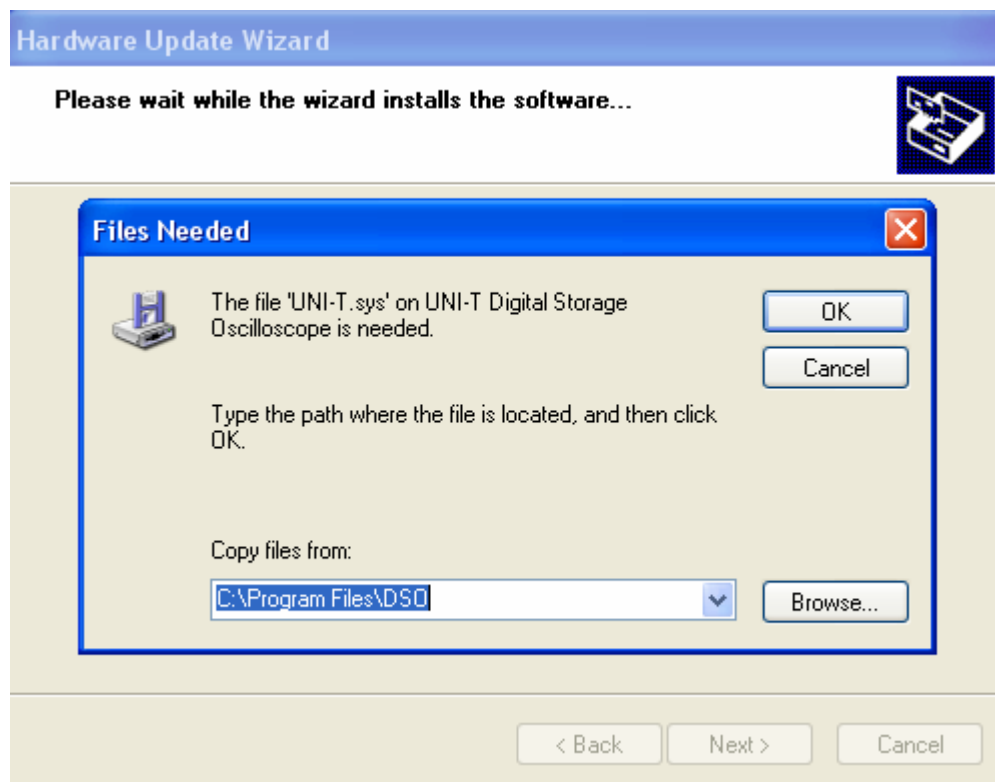 Hardware Update Wizard
Please wait while the wizard installs the software...
Files Needed
The file 'UNI-T.sys' on UNI-T Digital Storage
Oscilloscope is needed.
OK
Cancel
Type the path where the file is located, and then click
OK.
Copy files from:
C:\Program Files\DSO
Browse...
< Back
Next >
Cancel